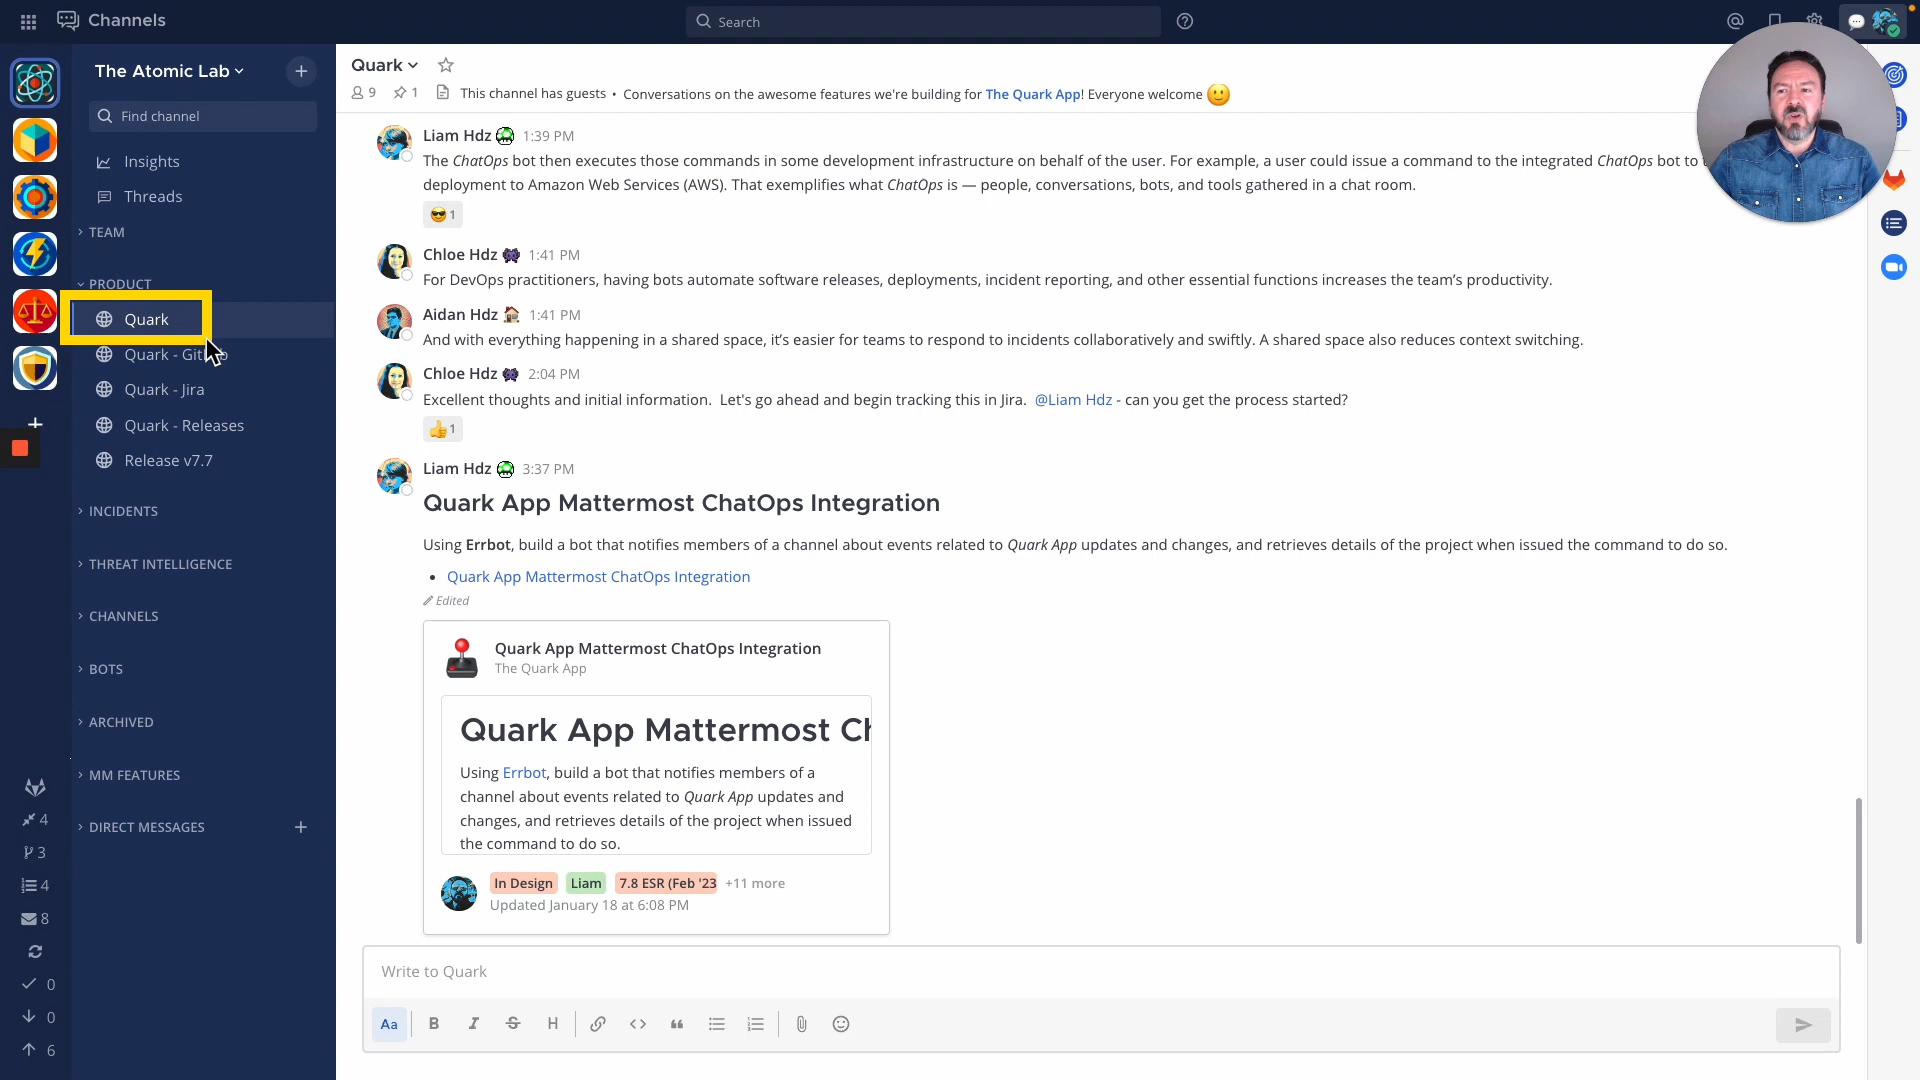 Channels
Search
The Atomic Lab
Find channel
Insights
Threads
TEAM
PRODUCT
Quark
Quark - Jira
Quark - Releases
Release v7.7
INCIDENTS
THREAT INTELLIGENCE
CHANNELS
BOTS
ARCHIVED
MM FEATURES
DIRECT MESSAGES
4
3
4
8
0
0
6
Quark
9
1
This channel has guests • Conversations on the awesome features we're building for The Quark App! Everyone welcome
Liam Hdz 1:39 PM
The ChatOps bot then executes those commands in some development infrastructure on behalf of the user. For example, a user could issue a command to the integrated ChatOps bot to
deployment to Amazon Web Services (AWS). That exemplifies what ChatOps is — people, conversations, bots, and tools gathered in a chat room.
1
Chloe Hdz 1:41 PM
For DevOps practitioners, having bots automate software releases, deployments, incident reporting, and other essential functions increases the team’s productivity.
Aidan Hdz 1:41 PM
And with everything happening in a shared space, it’s easier for teams to respond to incidents collaboratively and swiftly. A shared space also reduces context switching.
Chloe Hdz 2:04 PM
Excellent thoughts and initial information. Let's go ahead and begin tracking this in Jira. @Liam Hdz - can you get the process started?
1
Liam Hdz 3:37 PM
Quark App Mattermost ChatOps Integration
Using Errbot, build a bot that notifies members of a channel about events related to Quark App updates and changes, and retrieves details of the project when issued the command to do so.
• Quark App Mattermost ChatOps Integration
Edited
Quark App Mattermost ChatOps Integration
The Quark App
Quark App Mattermost Ch
Using Errbot, build a bot that notifies members of a
channel about events related to Quark App updates and
changes, and retrieves details of the project when issued
the command to do so.
In Design Liam 7.8 ESR (Feb '23 +11 more
Updated January 18 at 6:08 PM
Write to Quark
Aa B I S H